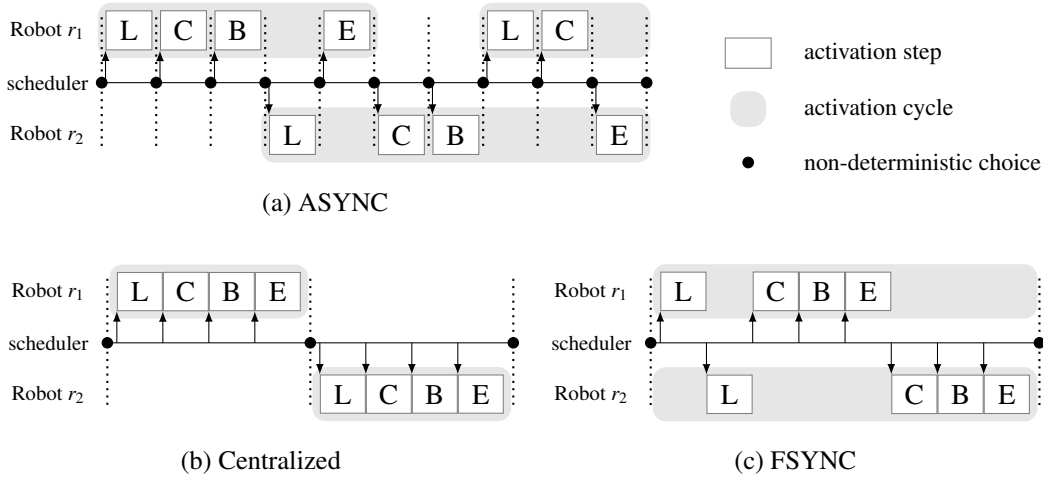 Robot r1 L C B E L C
scheduler
Robot r2 L C B E
(a) ASYNC
activation step
activation cycle
non-deterministic choice
Robot r1 L C B E
scheduler
Robot r2 L C B E
(b) Centralized
Robot r1 L C B E
scheduler
Robot r2 L C B E
(c) FSYNC